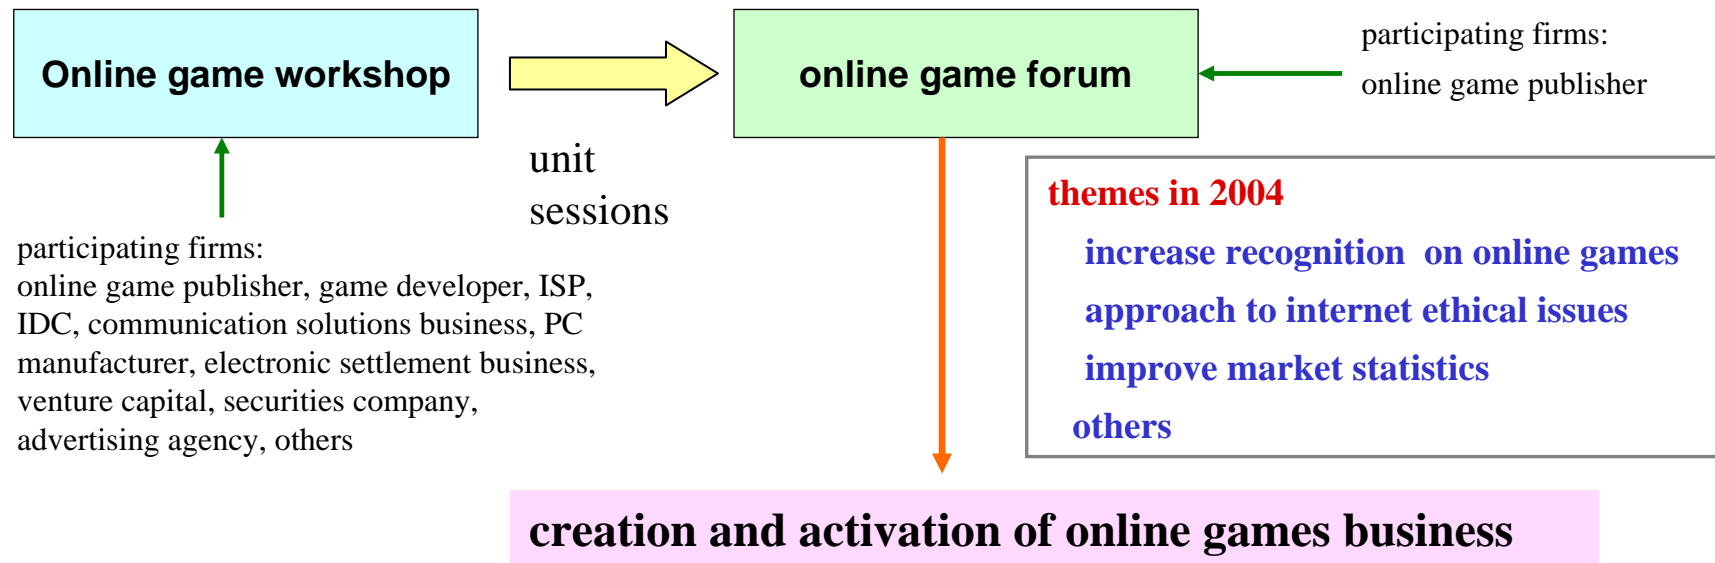 Online game workshop
online game forum
participating firms:
online game publisher
unit
sessions
participating firms:
online game publisher, game developer, ISP,
IDC, communication solutions business, PC
manufacturer, electronic settlement business,
venture capital, securities company,
advertising agency, others
themes in 2004
increase recognition on online games
approach to internet ethical issues
improve market statistics
others
creation and activation of online games business